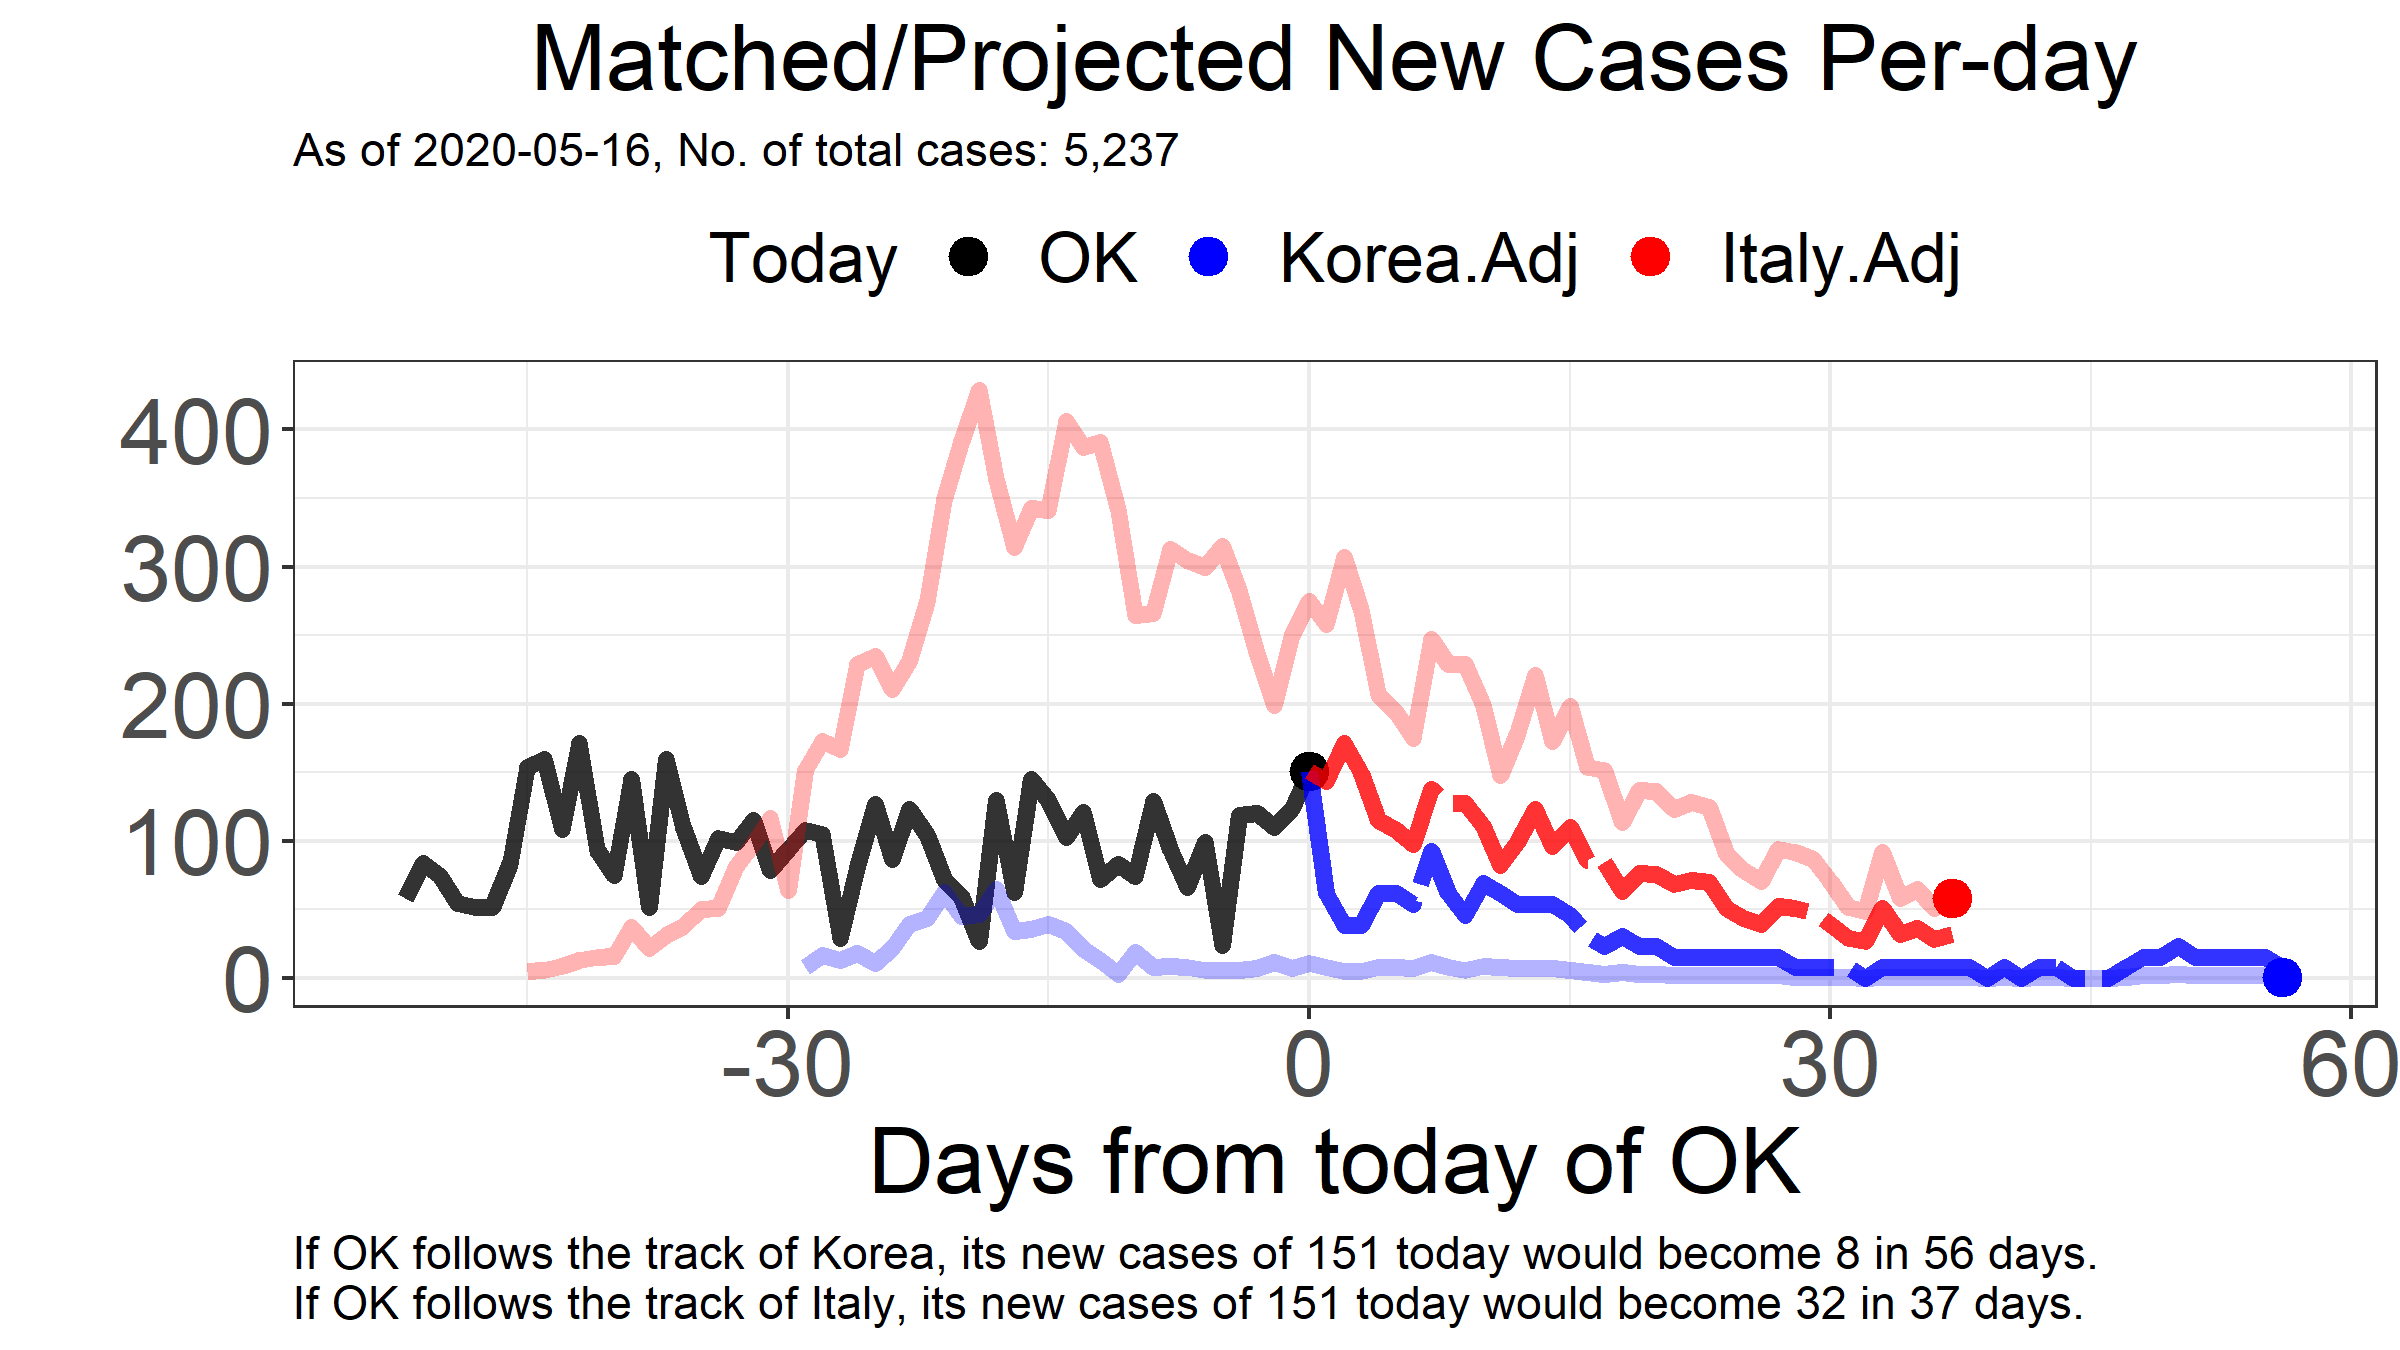 Matched/Projected New Cases Per-day
As of 2020-05-16, No. of total cases: 5,237
Today OK Korea.Adj Italy.Adj
400
300
200
100
0
-30 0 30 60
Days from today of OK
If OK follows the track of Korea, its new cases of 151 today would become 8 in 56 days.
If OK follows the track of Italy, its new cases of 151 today would become 32 in 37 days.